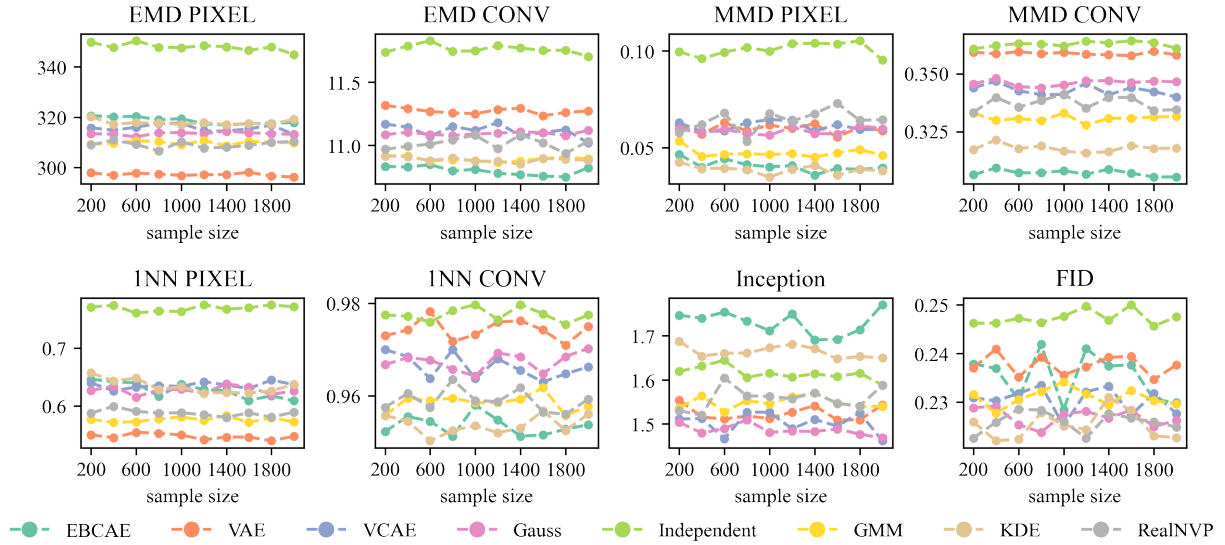 EMD PIXEL
EMD CONV
MMD PIXEL
MMD CONV
340
320
300
11.5
11.0
0.10
0.05
0.350
0.325
200 600 1000 1400 1800
200 600 1000 1400 1800
200 600 1000 1400 1800
200 600 1000 1400 1800
sample size
sample size
sample size
sample size
1NN PIXEL
1NN CONV
Inception
FID
0.7
0.6
0.98
0.96
1.7
1.6
1.5
0.25
0.24
0.23
200 600 1000 1400 1800
200 600 1000 1400 1800
200 600 1000 1400 1800
200 600 1000 1400 1800
sample size
sample size
sample size
sample size
EBCAE VAE VCAE Gauss Independent GMM KDE RealNVP